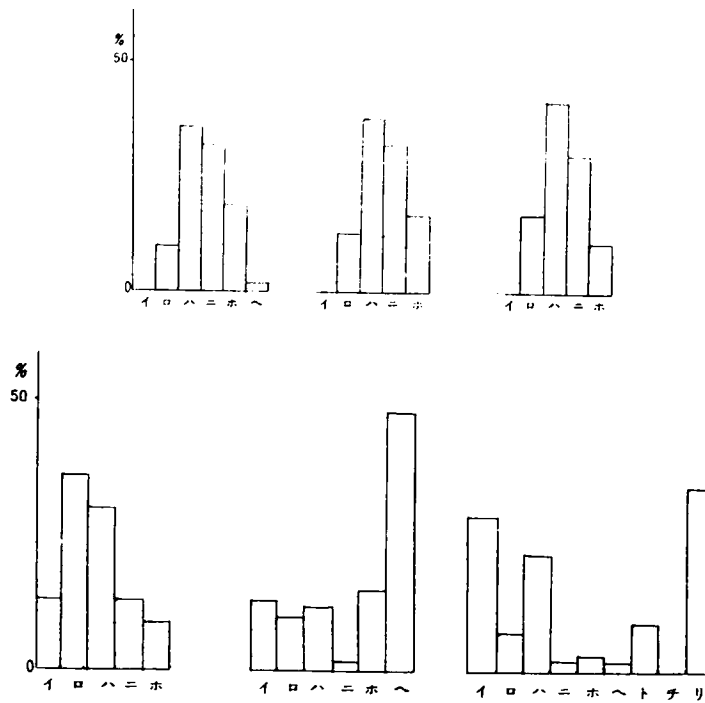 %
50
0
イ ロ ハ ニ ホ ヘ
イ ロ ハ ニ ホ
イ ロ ハ ニ ホ
%
50
0
イ ロ ハ ニ ホ
イ ロ ハ ニ ホ ヘ
イ ロ ハ ニ ホ ヘ ト チ リ